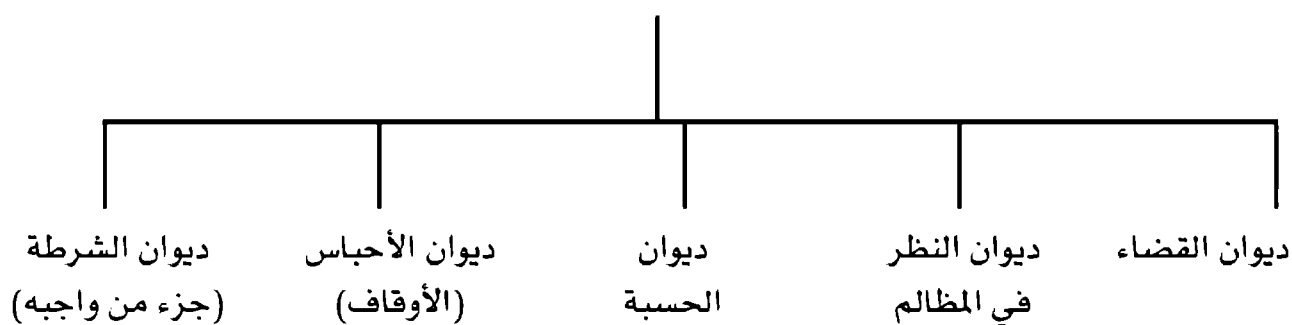 ديوان القضاء
ديوان النظر
في المظالم
ديوان
الحسبة
ديوان الأحباس
(الأوقاف)
ديوان الشرطة
(جزء من واجبه)